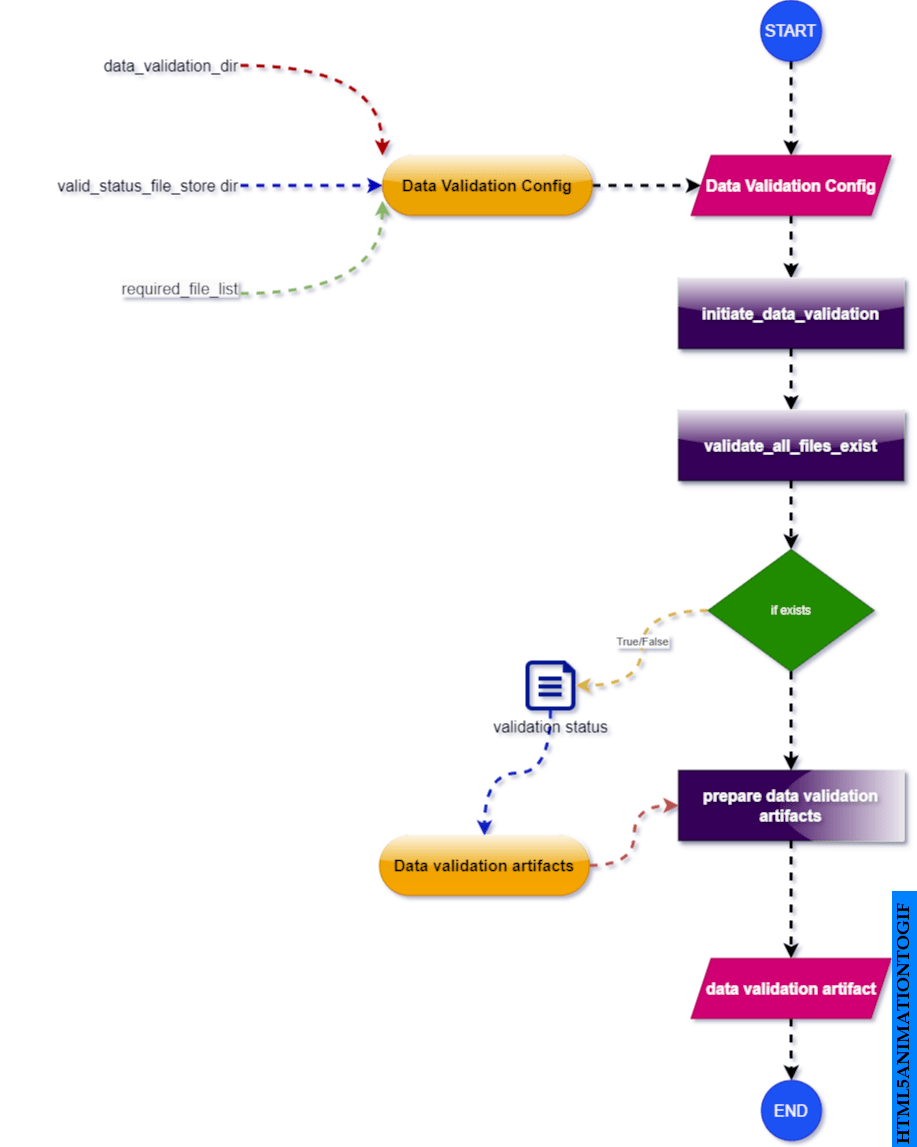 START
data_validation_dir
valid_status_file_store dir
Data Validation Config
Data Validation Config
required_file_list
initiate_data_validation
validate_all_files_exist
if exists
True/False
validation status
prepare data validation
artifacts
Data validation artifacts
data validation artifact
END
HTML5ANIMATIONTOGIF